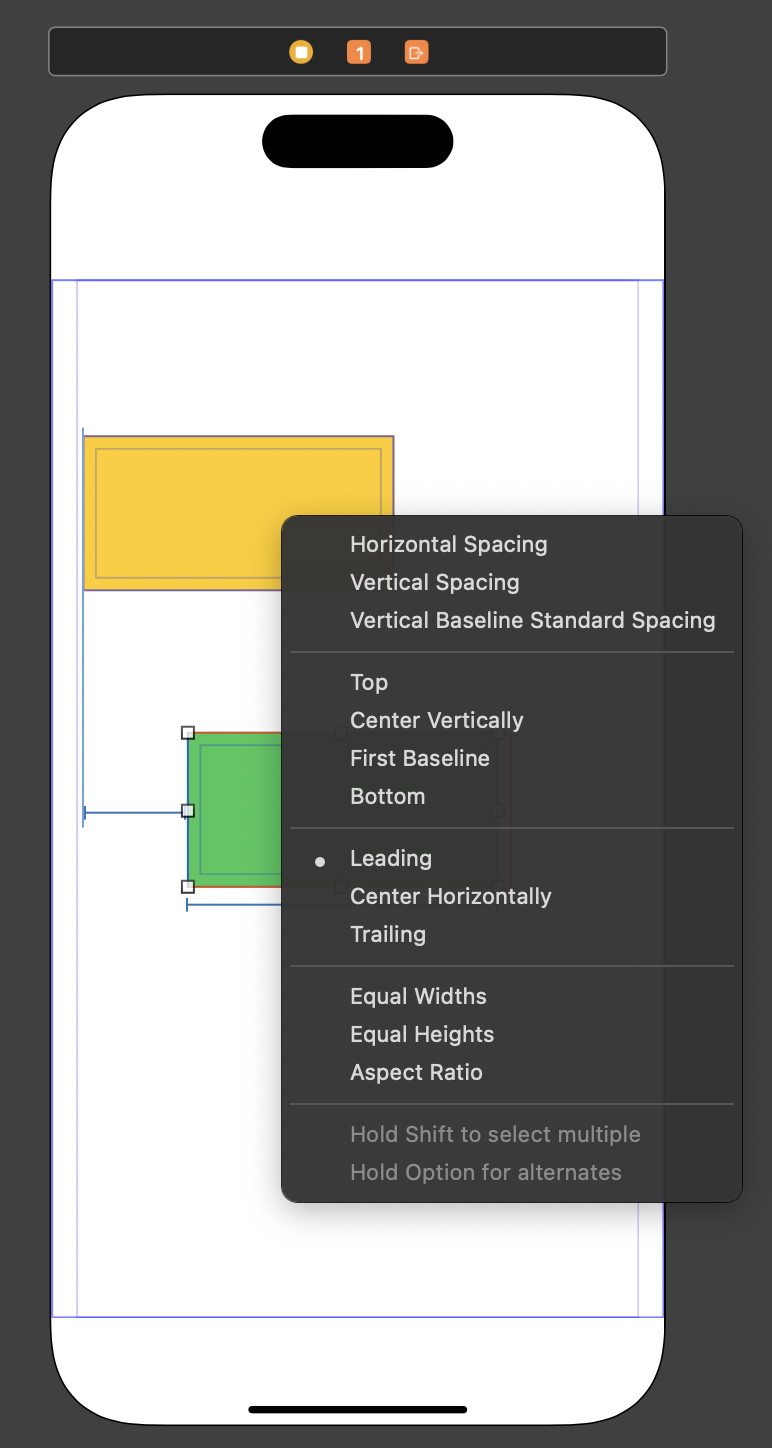 1
Horizontal Spacing
Vertical Spacing
Vertical Baseline Standard Spacing
Top
Center Vertically
First Baseline
Bottom
Leading
Center Horizontally
Trailing
Equal Widths
Equal Heights
Aspect Ratio
Hold Shift to select multiple
Hold Option for alternates